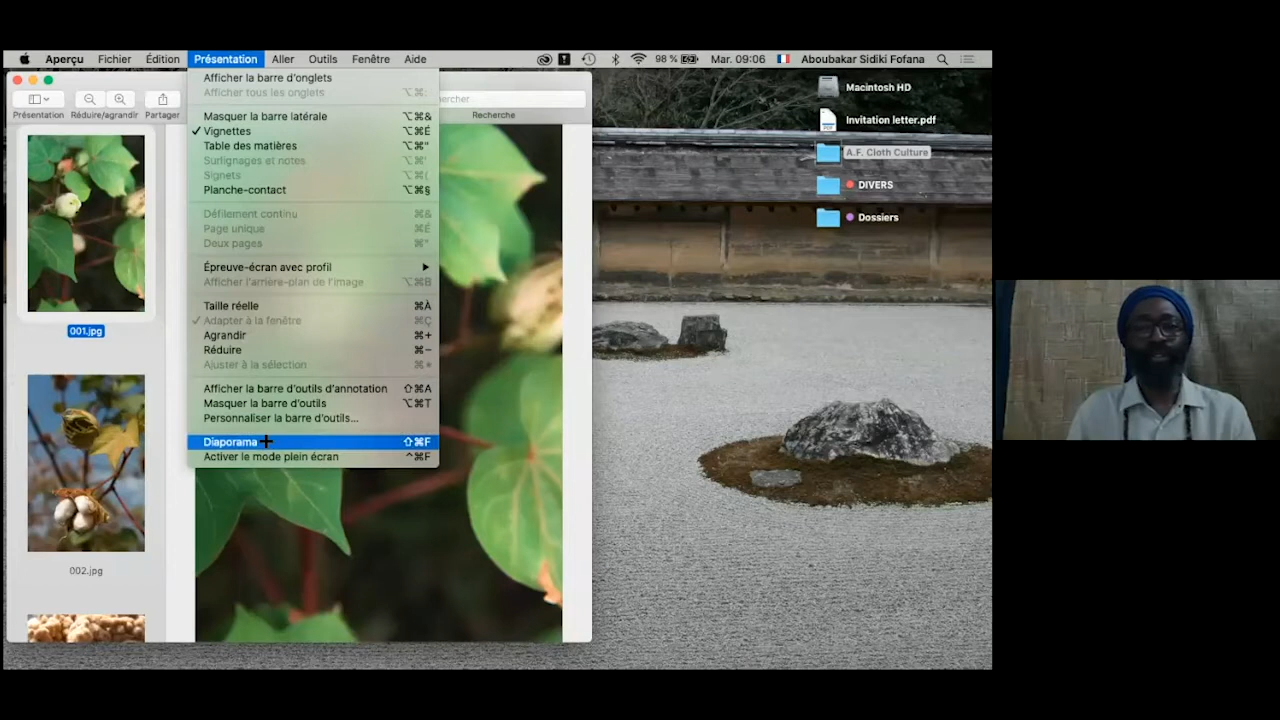 Aperçu Fichier Édition Présentation Aller Outils Fenêtre Aide 98 % Mar. 09:06 Aboubakar Sidiki Fofana
Présentation Réduire/agrandir Partager
ercher
Recherche
001.jpg
002.jpg
Afficher la barre d'onglets
Afficher tous les onglets
Masquer la barre latérale ⌥⌘&
✓ Vignettes ⌥⌘É
Table des matières ⌥⌘"
Surlignages et notes ⌥⌘'
Signets ⌥⌘(
Planche-contact ⌥⌘§
Défilement continu ⌘&
Page unique ⌘É
Deux pages ⌘"
Épreuve-écran avec profil ▶
Afficher l'arrière-plan de l'image ⌥⌘B
Taille réelle ⌘À
✓ Adapter à la fenêtre ⌘Ç
Agrandir ⌘+
Réduire ⌘−
Ajuster à la sélection
Afficher la barre d'outils d'annotation ⇧⌘A
Masquer la barre d'outils ⌥⌘T
Personnaliser la barre d'outils...
Diaporama ⇧⌘F
Activer le mode plein écran ^⌘F
Macintosh HD
Invitation letter.pdf
A.F. Cloth Culture
DIVERS
Dossiers